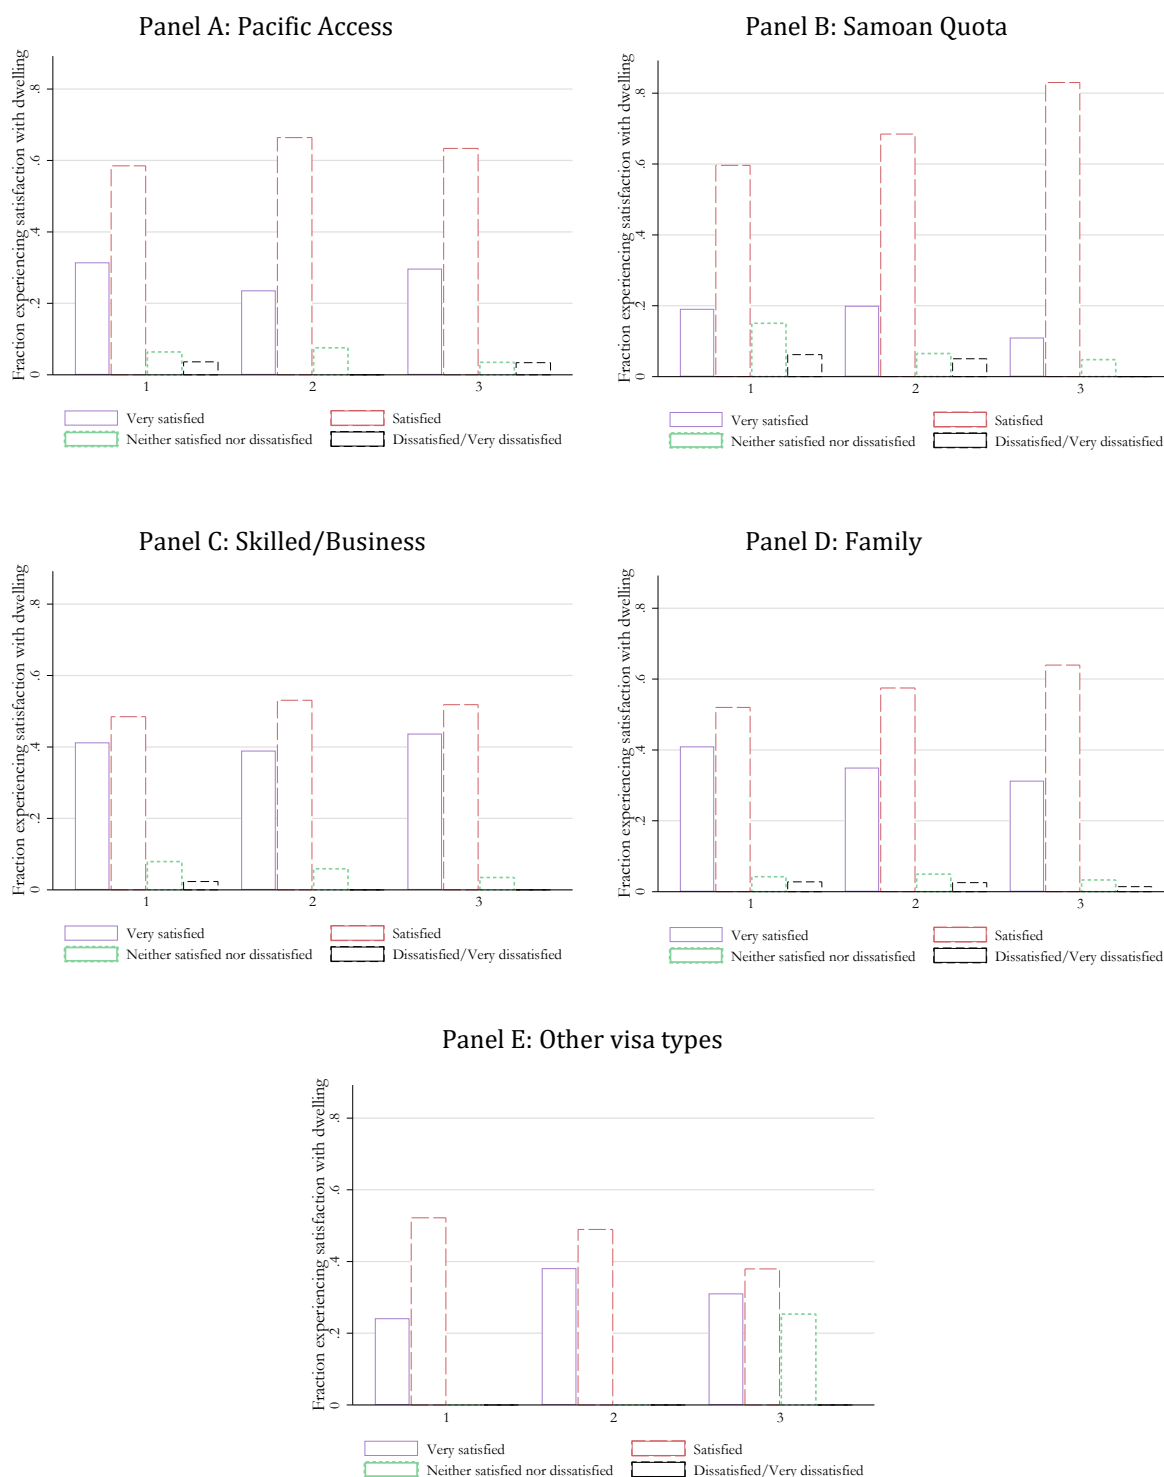 Panel A: Pacific Access
Fraction experiencing satisfaction with dwelling
0 .2 .4 .6 .8
1 2 3
Very satisfied Satisfied
Neither satisfied nor dissatisfied Dissatisfied/Very dissatisfied
Panel B: Samoan Quota
Fraction experiencing satisfaction with dwelling
0 .2 .4 .6 .8
1 2 3
Very satisfied Satisfied
Neither satisfied nor dissatisfied Dissatisfied/Very dissatisfied
Panel C: Skilled/Business
Fraction experiencing satisfaction with dwelling
0 .2 .4 .6 .8
1 2 3
Very satisfied Satisfied
Neither satisfied nor dissatisfied Dissatisfied/Very dissatisfied
Panel D: Family
Fraction experiencing satisfaction with dwelling
0 .2 .4 .6 .8
1 2 3
Very satisfied Satisfied
Neither satisfied nor dissatisfied Dissatisfied/Very dissatisfied
Panel E: Other visa types
Fraction experiencing satisfaction with dwelling
0 .2 .4 .6 .8
1 2 3
Very satisfied Satisfied
Neither satisfied nor dissatisfied Dissatisfied/Very dissatisfied